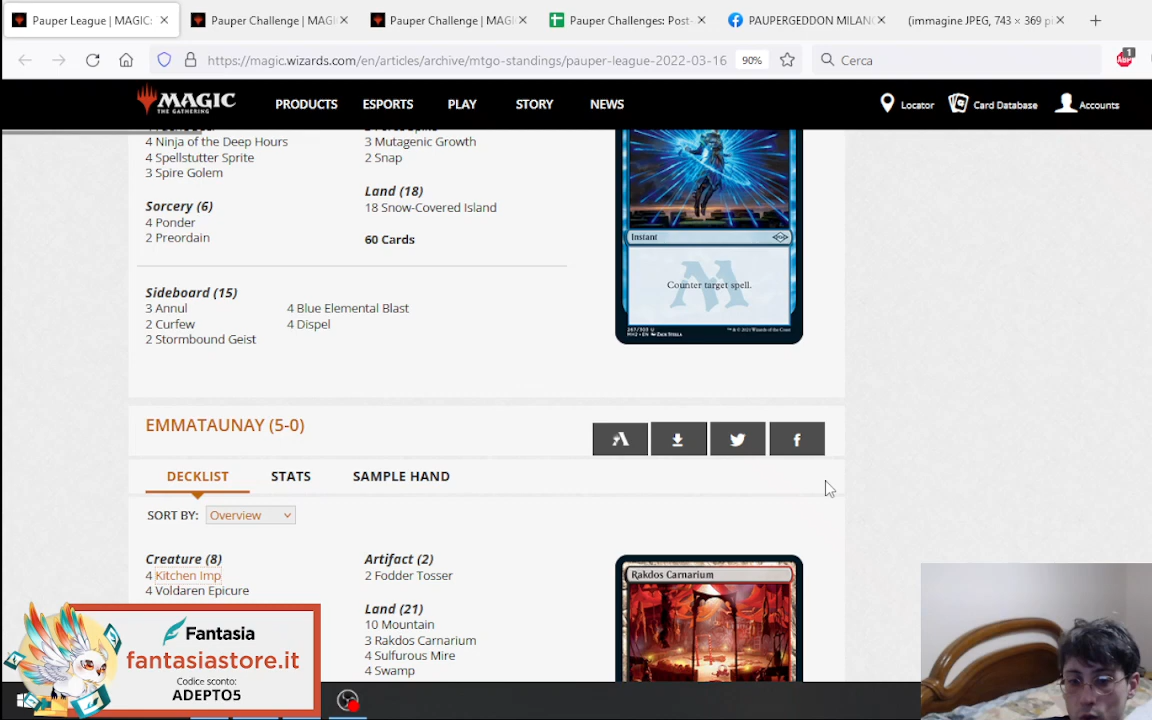 Pauper League | MAGIC:
Pauper Challenge | MAGI
Pauper Challenge | MAGI
Pauper Challenges: Post-
PAUPERGEDDON MILANO
(immagine JPEG, 743 × 369 pi
https://magic.wizards.com/en/articles/archive/mtgo-standings/pauper-league-2022-03-16
90%
Cerca
1
ABP
MAGIC
THE GATHERING
PRODUCTS
ESPORTS
PLAY
STORY
NEWS
Locator
Card Database
Accounts
4 Ninja of the Deep Hours
4 Spellstutter Sprite
3 Spire Golem
Sorcery (6)
4 Ponder
2 Preordain
3 Mutagenic Growth
2 Snap
Land (18)
18 Snow-Covered Island
60 Cards
Instant
Counter target spell.
Sideboard (15)
3 Annul
2 Curfew
2 Stormbound Geist
4 Blue Elemental Blast
4 Dispel
EMMATAUNAY (5-0)
DECKLIST
STATS
SAMPLE HAND
SORT BY:
Overview
Creature (8)
4 Kitchen Imp
4 Voldaren Epicure
Artifact (2)
2 Fodder Tosser
Land (21)
10 Mountain
3 Rakdos Carnarium
4 Sulfurous Mire
4 Swamp
Rakdos Carnarium
Fantasia
fantasiastore.it
Codice sconto:
ADEPTO5